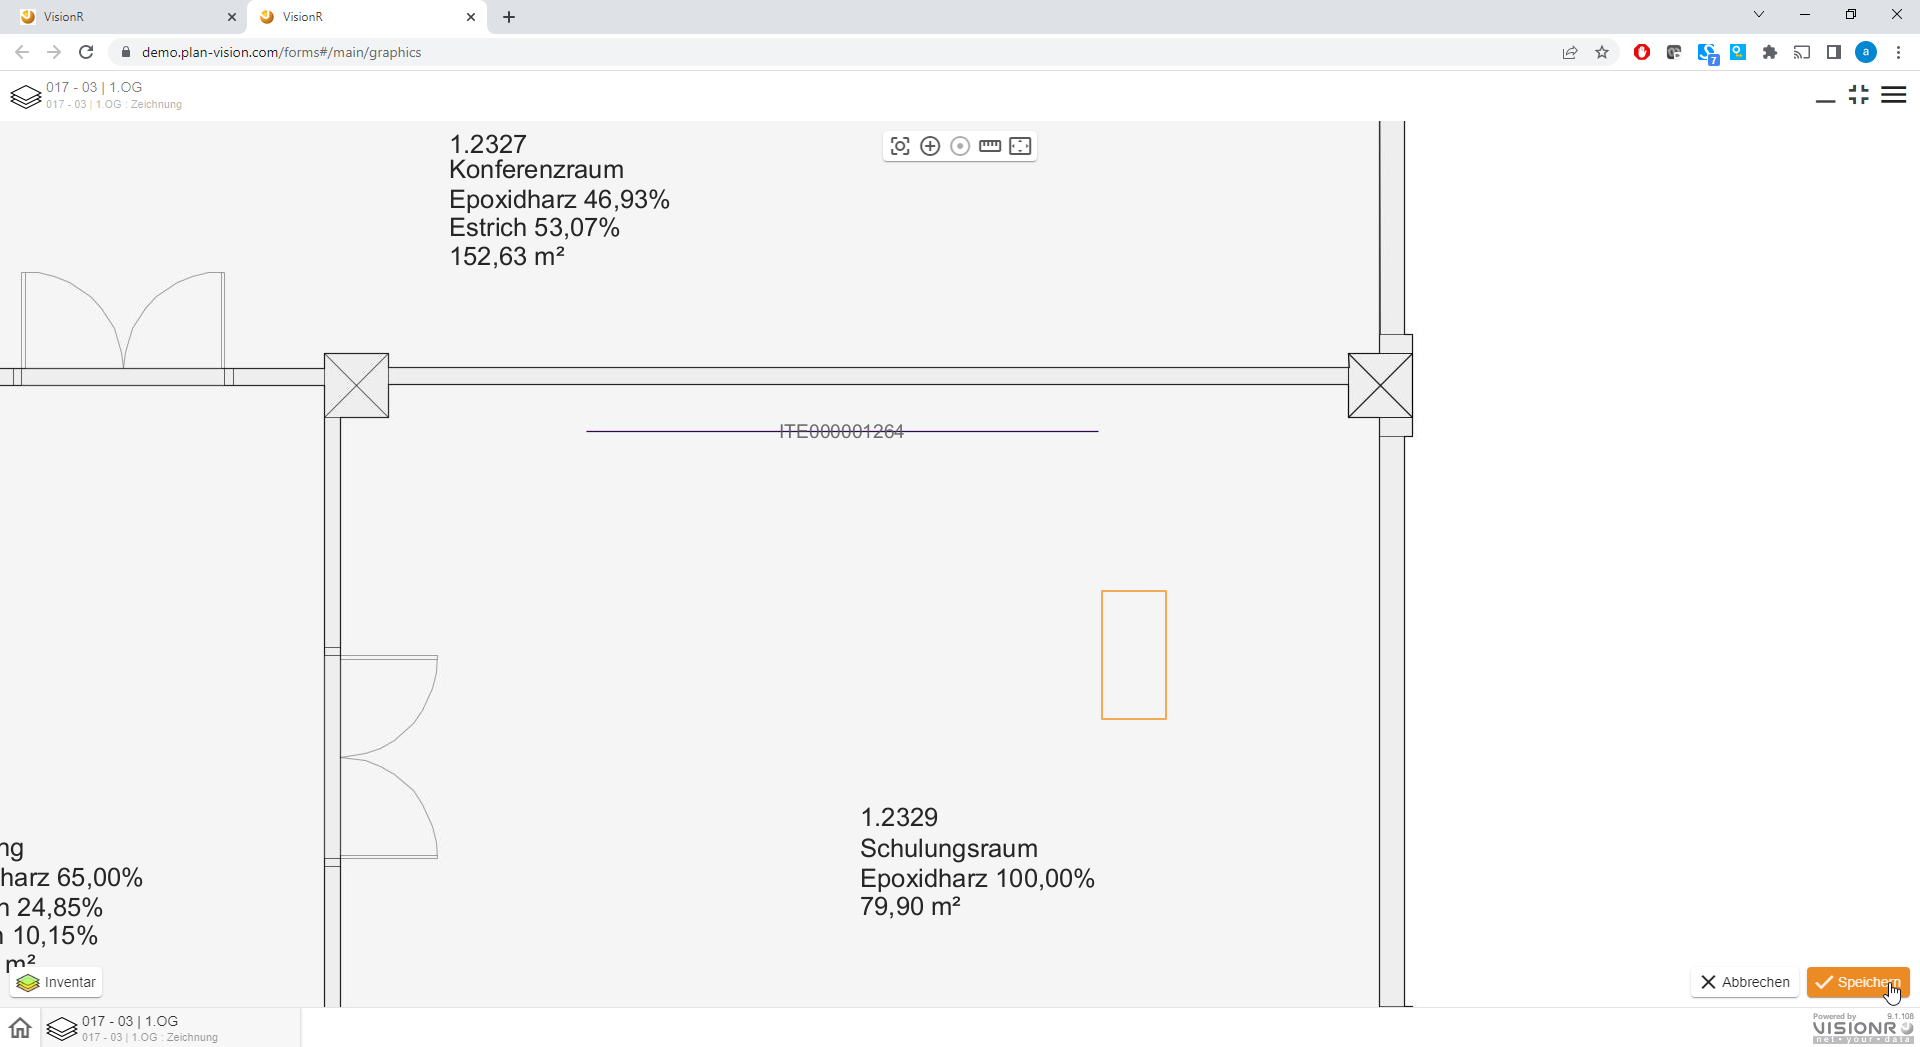 VisionR
VisionR
demo.plan-vision.com/forms#/main/graphics
7
a
017 - 03 | 1.OG
017 - 03 | 1.OG : Zeichnung
1.2327
Konferenzraum
Epoxidharz 46,93%
Estrich 53,07%
152,63 m²
ITE000001264
1.2329
Schulungsraum
Epoxidharz 100,00%
79,90 m²
ng
harz 65,00%
n 24,85%
10,15%
m²
Inventar
Abbrechen
Speichern
017 - 03 | 1.OG
017 - 03 | 1.OG : Zeichnung
Powered by 9.1.108
VISIONR
net • your • data